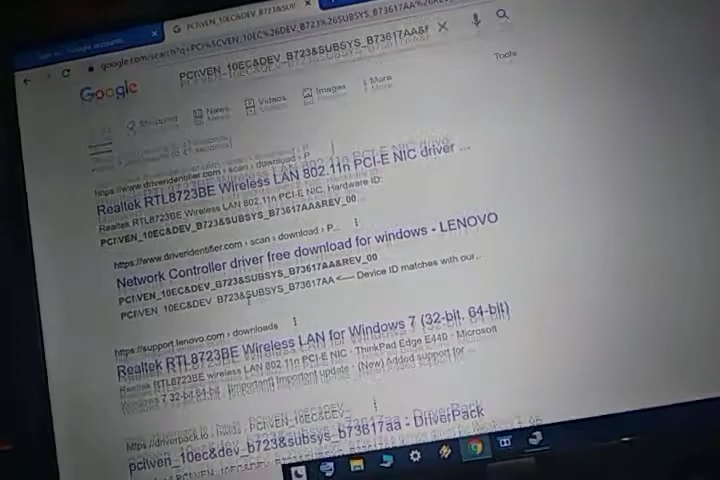 PCI\VEN_10EC&DEV_B723&SUBSYS_B73617AA&R
Google
Shopping
News
Videos
Images
More
Tools
https://www.driveridentifier.com › scan › download › P
Realtek RTL8723BE Wireless LAN 802.11n PCI-E NIC driver ...
Realtek RTL8723BE Wireless LAN 802.11n PCI-E NIC. Hardware ID:
PCI\VEN_10EC&DEV_B723&SUBSYS_B73617AA&REV_00
https://www.driveridentifier.com › scan › download › P...
Network Controller driver free download for windows - LENOVO
PCI\VEN_10EC&DEV_B723&SUBSYS_B73617AA&REV_00
PCI\VEN_10EC&DEV_B723&SUBSYS_B73617AA <---- Device ID matches with our...
https://support.lenovo.com › downloads
Realtek RTL8723BE Wireless LAN for Windows 7 (32-bit, 64-bit)
Realtek RTL8723BE wireless LAN 802.11n PCI-E NIC · ThinkPad Edge E440 · Microsoft
Windows 7 32-bit 64-bit · [Important] Important update · (New) Added support for ...
https://driverpack.io › hwids › PCI\VEN_10EC&DEV_
pci\ven_10ec&dev_b723&subsys_b73617aa - DriverPack